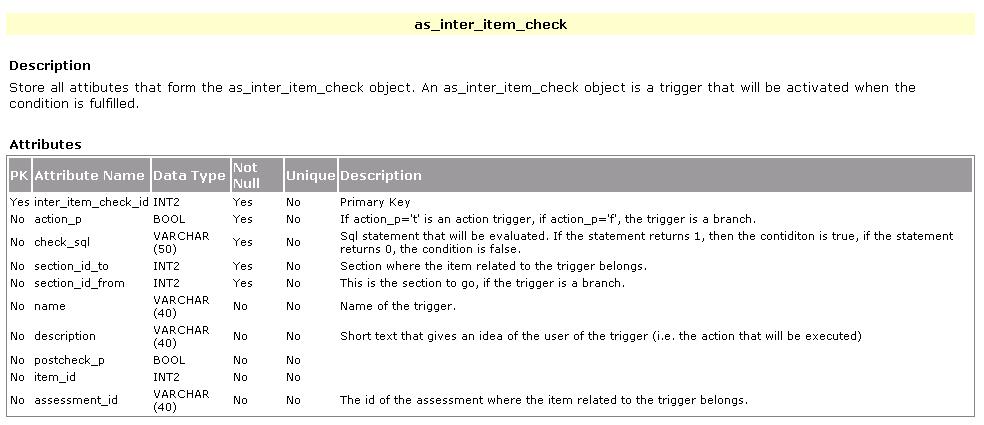 as_inter_item_check
Description
Store all attibutes that form the as_inter_item_check object. An as_inter_item_check object is a trigger that will be activated when the
condition is fulfilled.
Attributes
PK Attribute Name Data Type Not Null Unique Description
Yes inter_item_check_id INT2 Yes No Primary Key
No action_p BOOL Yes No If action_p='t' is an action trigger, if action_p='f', the trigger is a branch.
No check_sql VARCHAR (50) Yes No Sql statement that will be evaluated. If the statement returns 1, then the contiditon is true, if the statement
returns 0, the condition is false.
No section_id_to INT2 Yes No Section where the item related to the trigger belongs.
No section_id_from INT2 Yes No This is the section to go, if the trigger is a branch.
No name VARCHAR (40) No No Name of the trigger.
No description VARCHAR (40) No No Short text that gives an idea of the user of the trigger (i.e. the action that will be executed)
No postcheck_p BOOL No No
No item_id INT2 No No
No assessment_id VARCHAR (40) No No The id of the assessment where the item related to the trigger belongs.